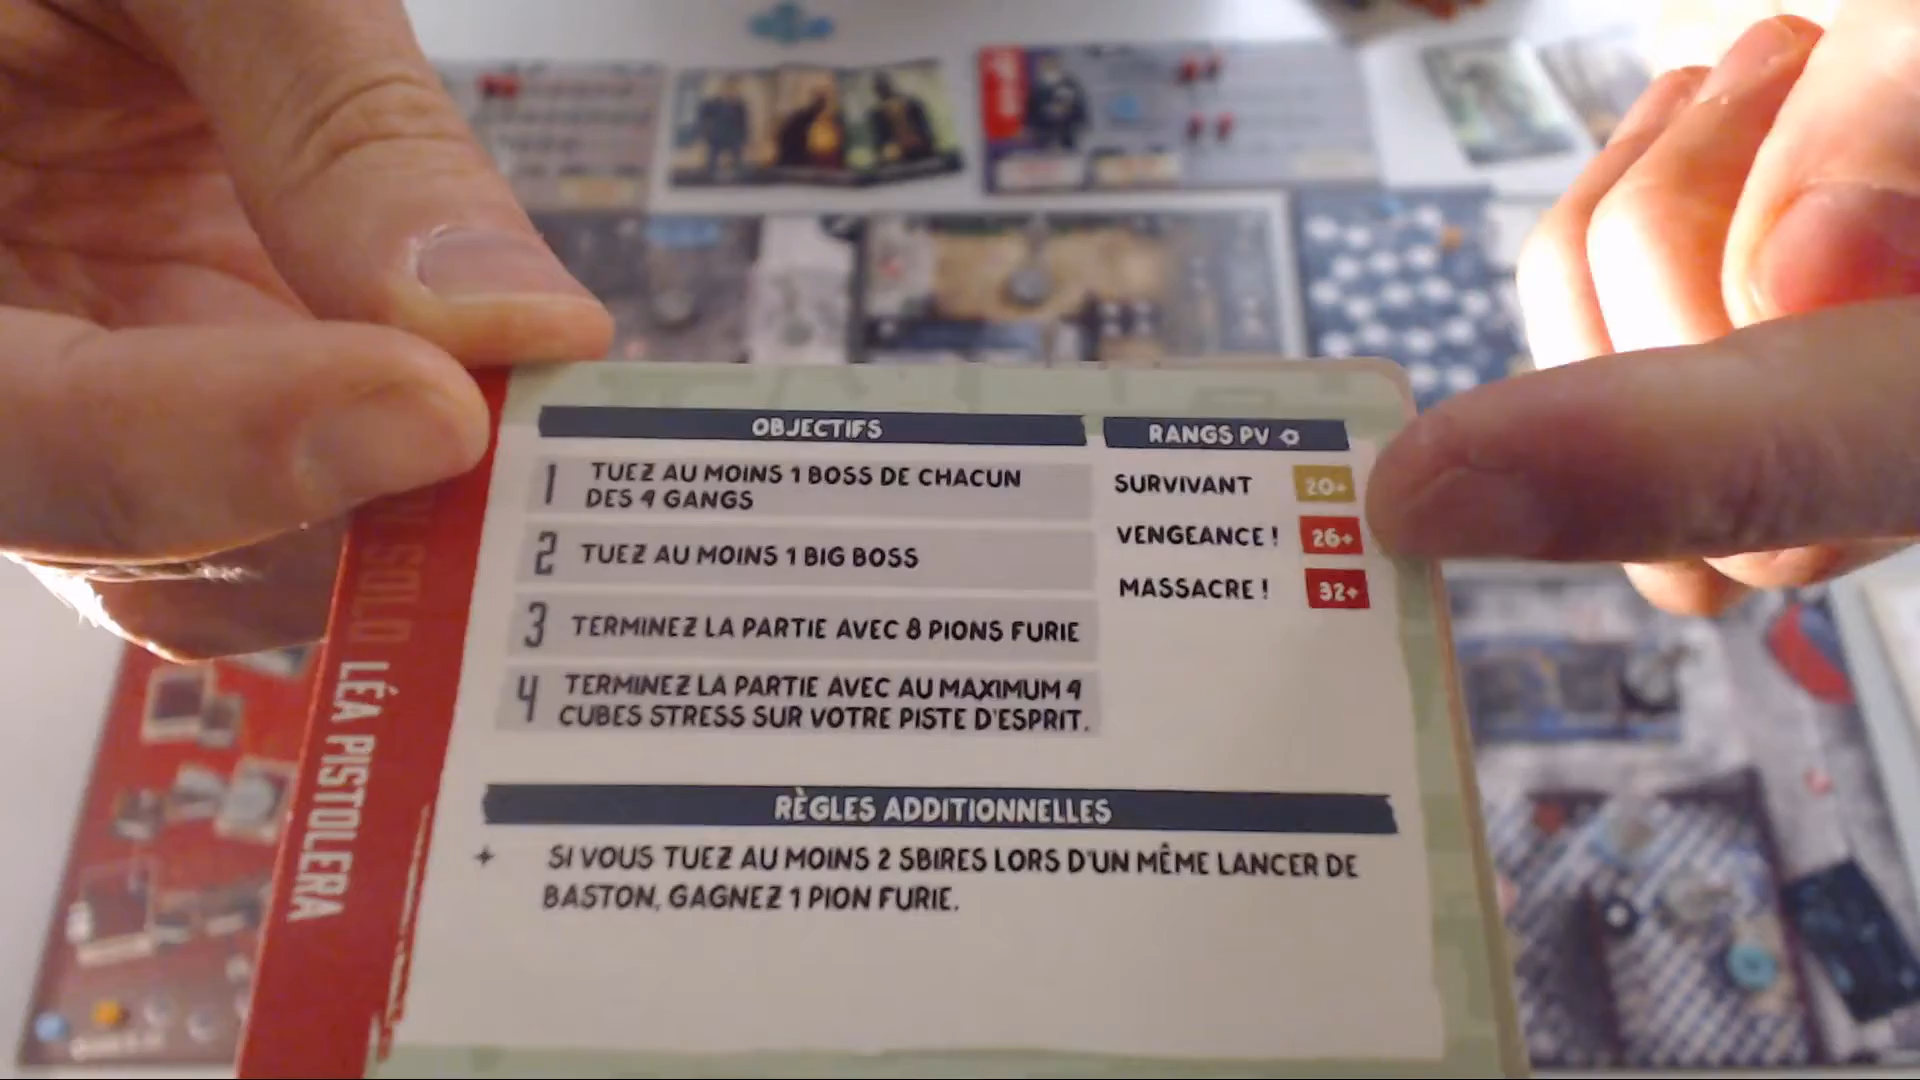 OBJECTIFS
1 TUEZ AU MOINS 1 BOSS DE CHACUN
DES 4 GANGS
2 TUEZ AU MOINS 1 BIG BOSS
3 TERMINEZ LA PARTIE AVEC 8 PIONS FURIE
4 TERMINEZ LA PARTIE AVEC AU MAXIMUM 4
CUBES STRESS SUR VOTRE PISTE D'ESPRIT.
RANGS PV
SURVIVANT 20+
VENGEANCE ! 26+
MASSACRE ! 32+
RÈGLES ADDITIONNELLES
SI VOUS TUEZ AU MOINS 2 SBIRES LORS D'UN MÊME LANCER DE
BASTON, GAGNEZ 1 PION FURIE.
SOLO LÉA PISTOLERA